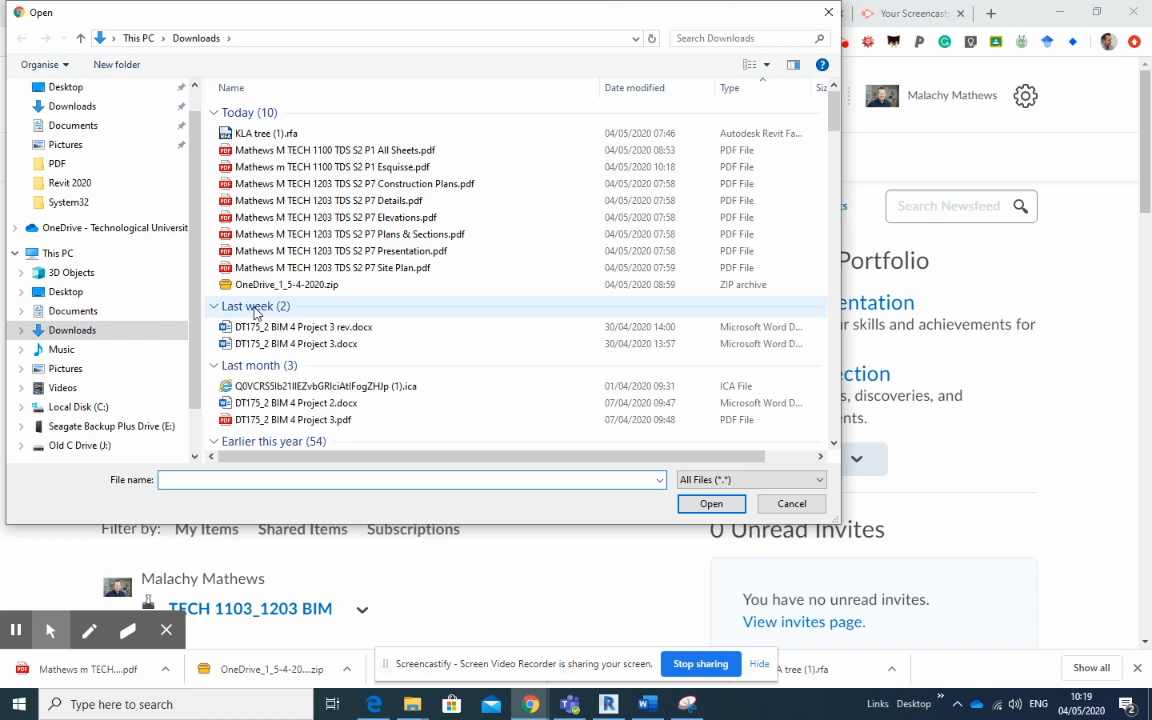 Open
Your Screencast
This PC
Downloads
Search Downloads
Organise
New folder
Malachy Mathews
Name
Date modified
Type
Desktop
Downloads
Documents
Pictures
PDF
Revit 2020
System32
OneDrive - Technological Universit
This PC
3D Objects
Desktop
Documents
Downloads
Music
Pictures
Videos
Local Disk (C:)
Seagate Backup Plus Drive (E:)
Old C Drive (J:)
Today (10)
KLA tree (1).rfa 04/05/2020 07:46 Autodesk Revit Fa...
Mathews M TECH 1100 TDS S2 P1 All Sheets.pdf 04/05/2020 08:53 PDF File
Mathews m TECH 1100 TDS S2 P1 Esquisse.pdf 04/05/2020 10:18 PDF File
Mathews M TECH 1203 TDS S2 P7 Construction Plans.pdf 04/05/2020 07:58 PDF File
Mathews M TECH 1203 TDS S2 P7 Details.pdf 04/05/2020 07:58 PDF File
Mathews M TECH 1203 TDS S2 P7 Elevations.pdf 04/05/2020 07:58 PDF File
Mathews M TECH 1203 TDS S2 P7 Plans & Sections.pdf 04/05/2020 07:58 PDF File
Mathews M TECH 1203 TDS S2 P7 Presentation.pdf 04/05/2020 07:58 PDF File
Mathews M TECH 1203 TDS S2 P7 Site Plan.pdf 04/05/2020 07:59 PDF File
OneDrive_1_5-4-2020.zip 04/05/2020 08:59 ZIP archive
Last week (2)
DT175_2 BIM 4 Project 3 rev.docx 30/04/2020 14:00 Microsoft Word D...
DT175_2 BIM 4 Project 3.docx 30/04/2020 13:57 Microsoft Word D...
Last month (3)
01/04/2020 09:31 ICA File
DT175_2 BIM 4 Project 2.docx 07/04/2020 09:47 Microsoft Word D...
DT175_2 BIM 4 Project 3.pdf 07/04/2020 09:48 PDF File
Earlier this year (54)
File name:
All Files (*.*)
Open
Cancel
Search Newsfeed
Portfolio
entation
ur skills and achievements for
ection
s, discoveries, and
nts.
Filter by: My Items Shared Items Subscriptions
0 Unread Invites
Malachy Mathews
TECH 1103_1203 BIM
You have no unread invites.
View invites page.
Mathews m TECH....pdf
OneDrive_1_5-4-20....zip
Screencastify - Screen Video Recorder is sharing your screen.
Stop sharing
Hide
tree (1).rfa
Show all
Type here to search
Links Desktop
ENG
10:19
04/05/2020
2